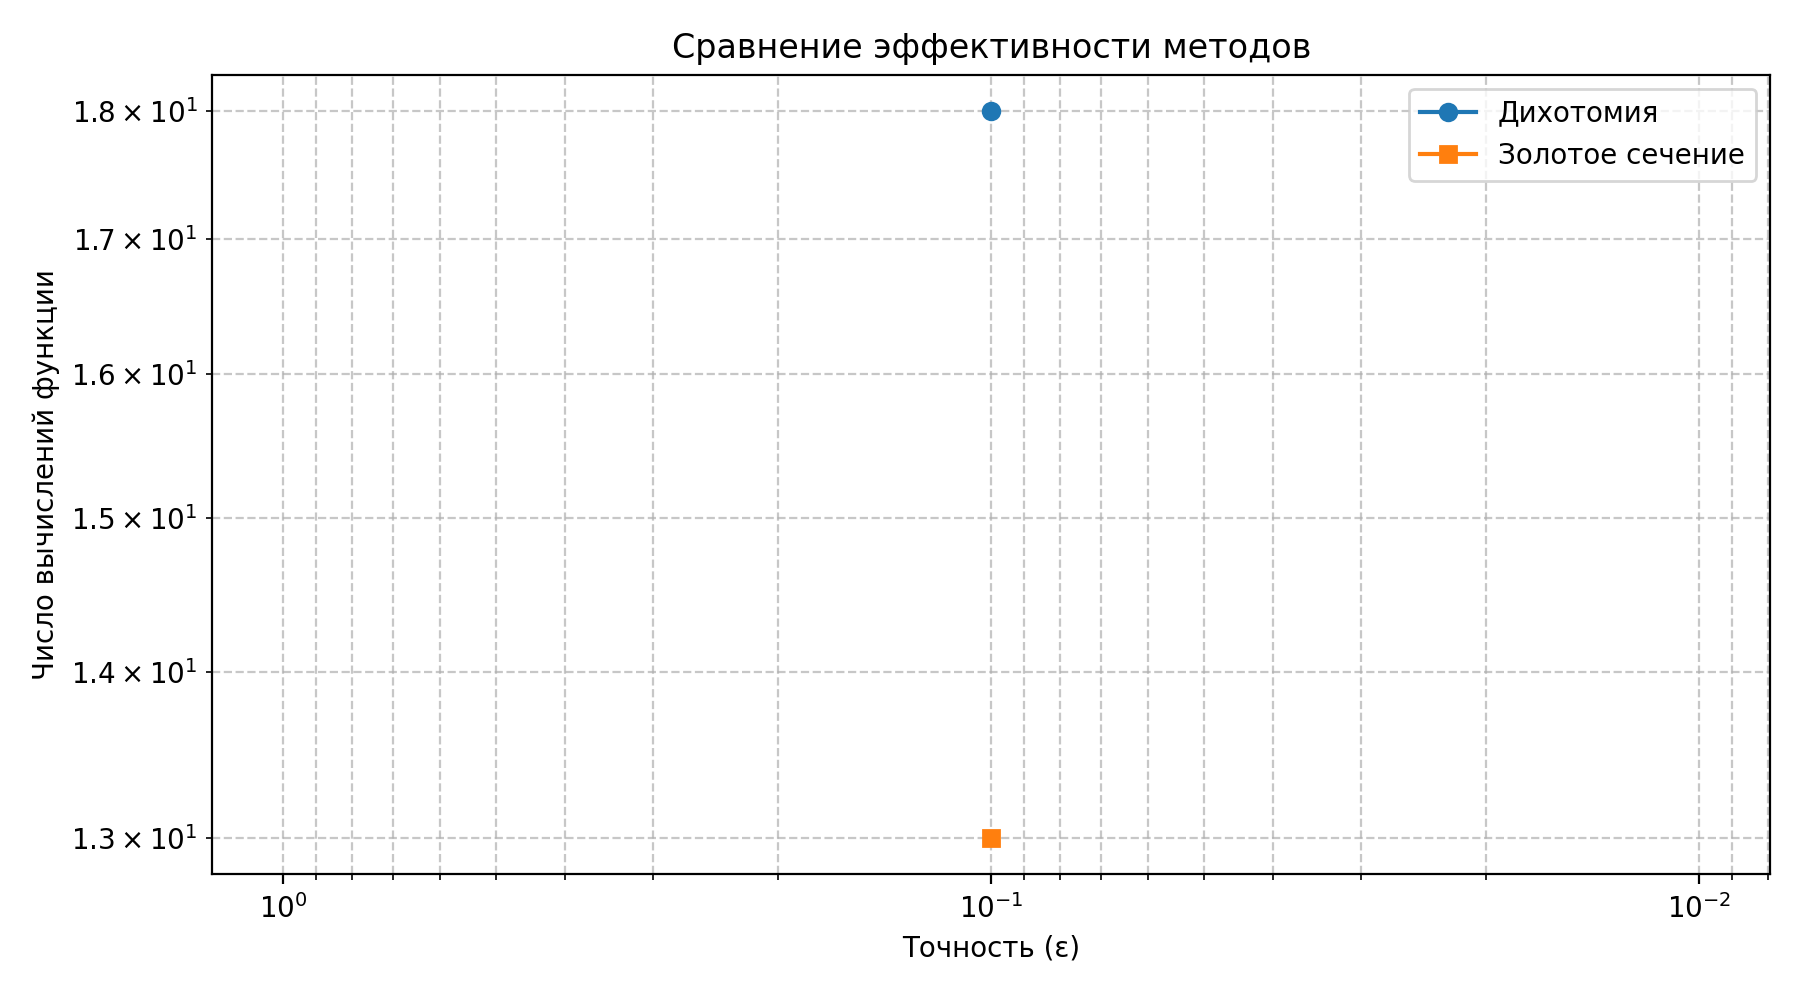 Сравнение эффективности методов
Дихотомия
Золотое сечение
Число вычислений функции
1.8 × 10¹
1.7 × 10¹
1.6 × 10¹
1.5 × 10¹
1.4 × 10¹
1.3 × 10¹
10⁰ 10⁻¹ 10⁻²
Точность (ε)